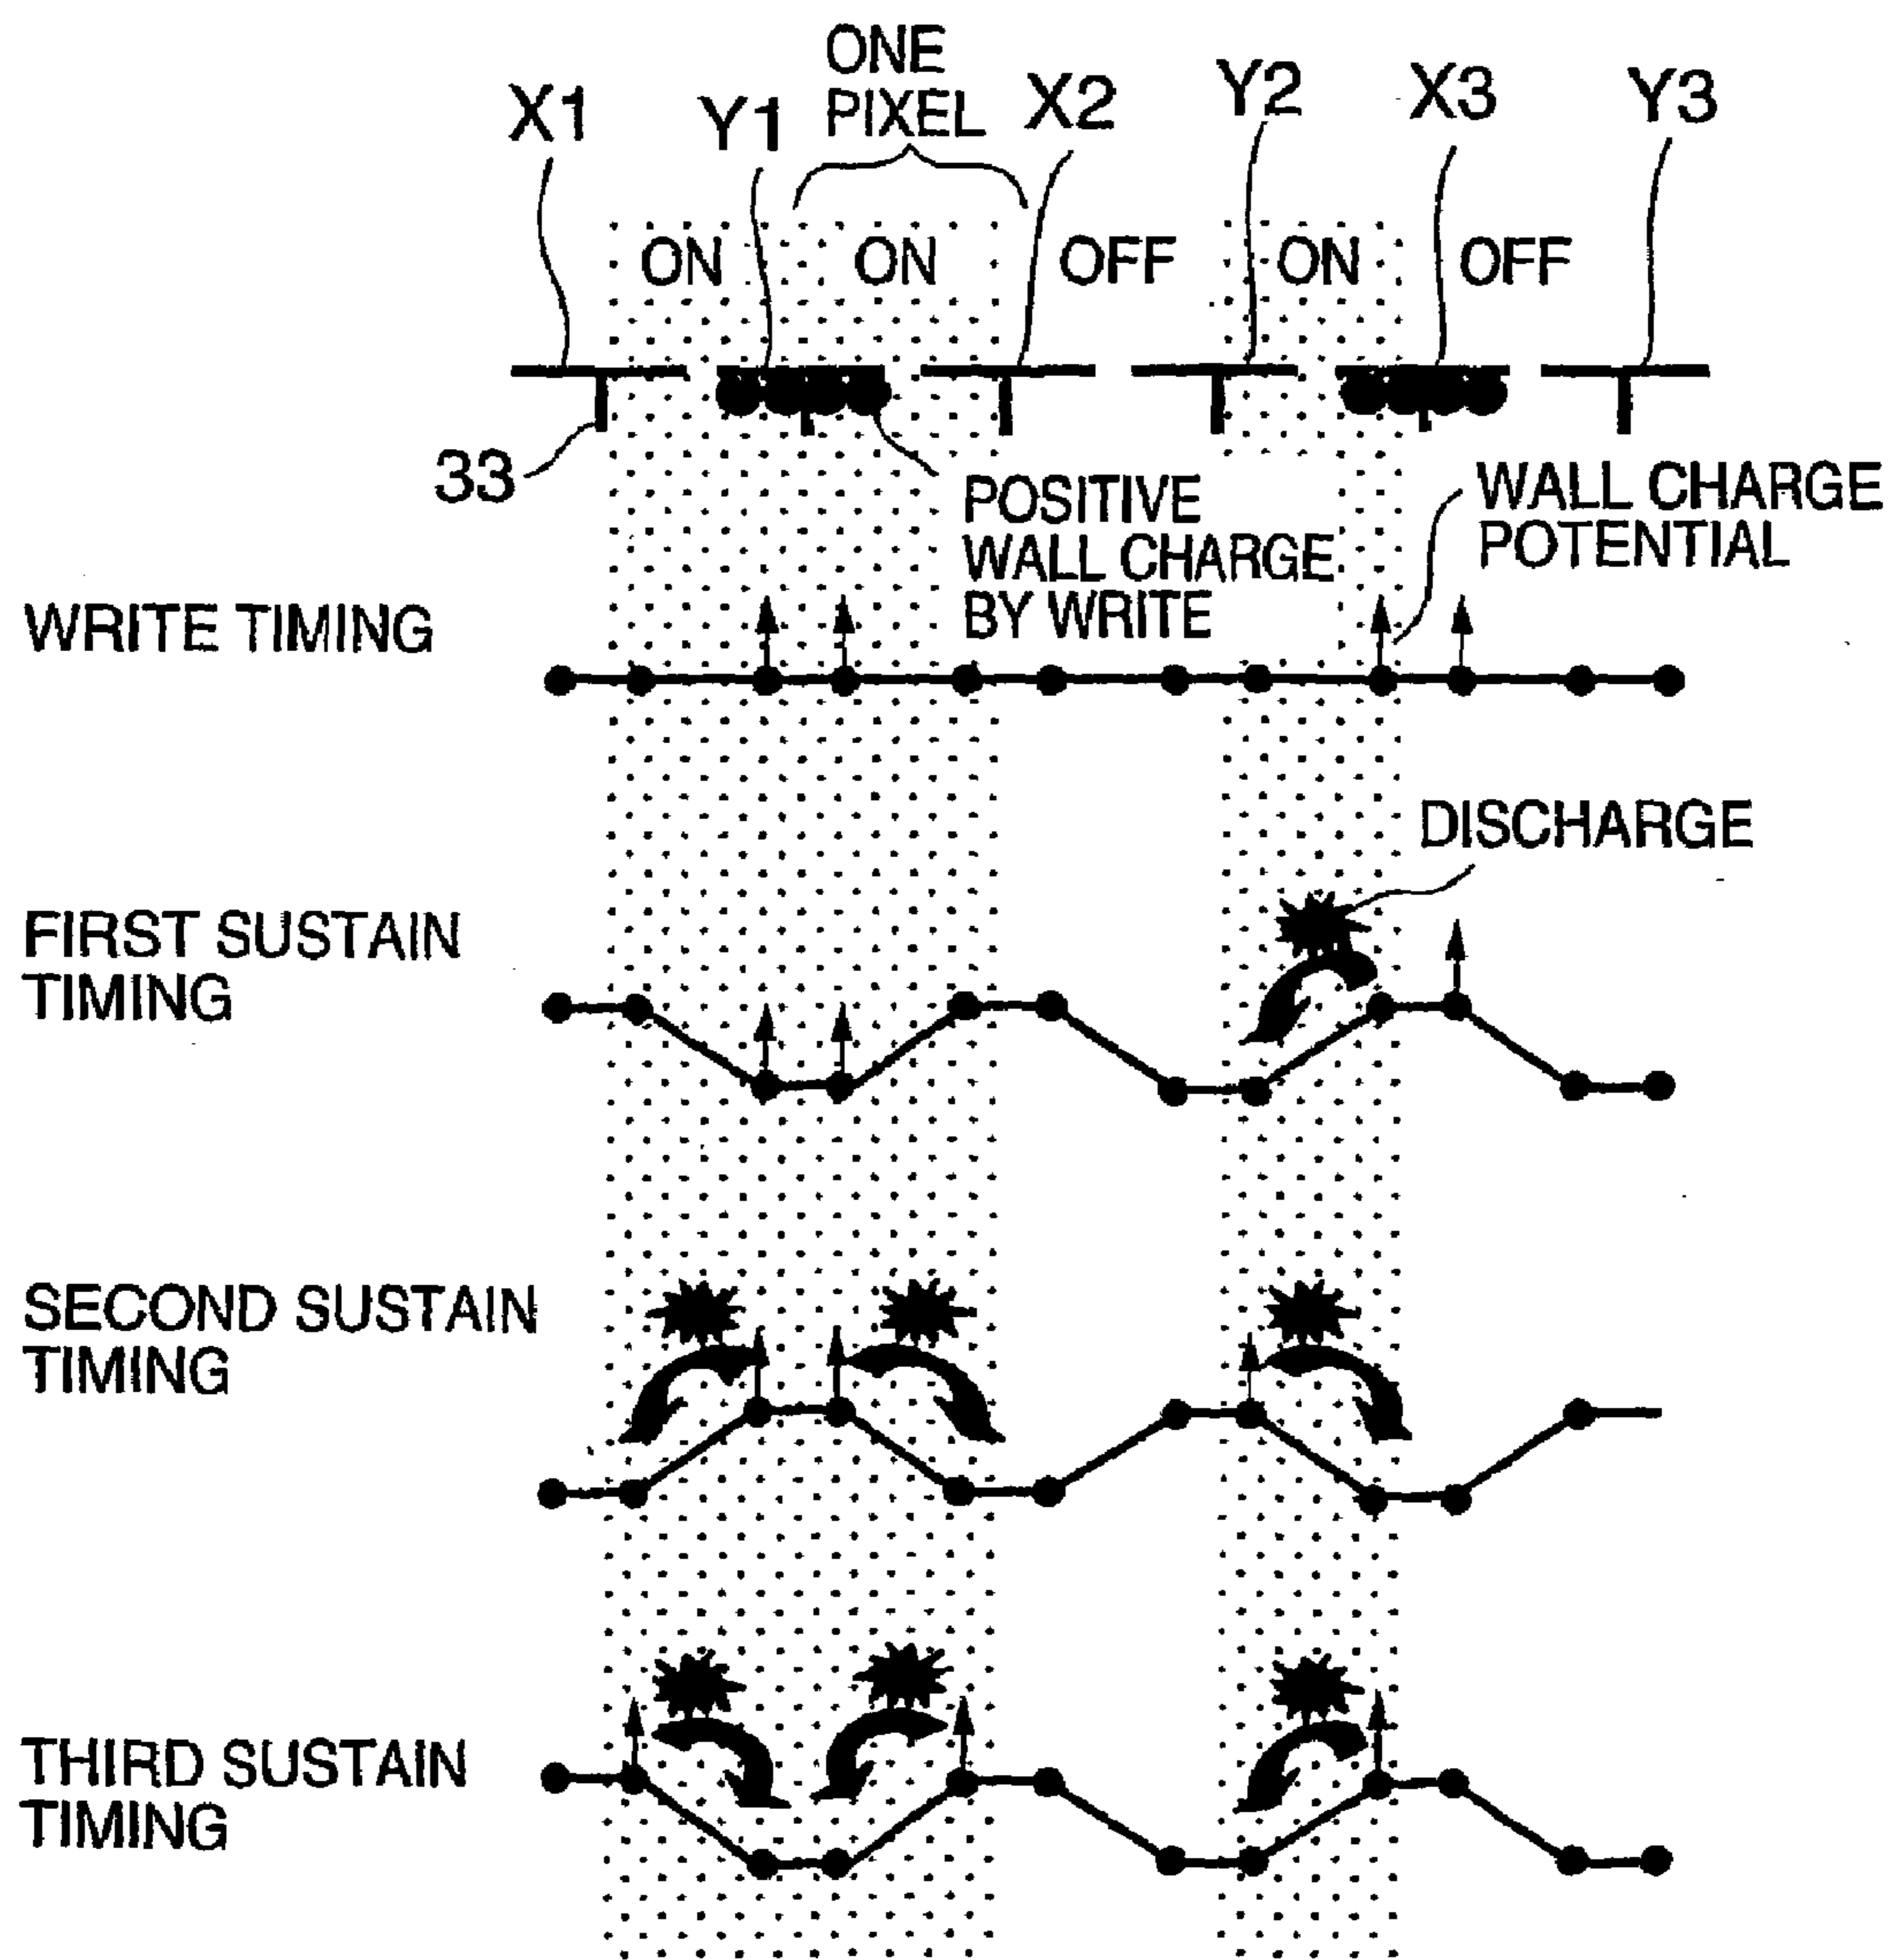 ONE
PIXEL
X1
Y1
X2
Y2
X3
Y3
ON
ON
OFF
ON
OFF
33
POSITIVE
WALL CHARGE
BY WRITE
WALL CHARGE
POTENTIAL
WRITE TIMING
DISCHARGE
FIRST SUSTAIN
TIMING
SECOND SUSTAIN
TIMING
THIRD SUSTAIN
TIMING